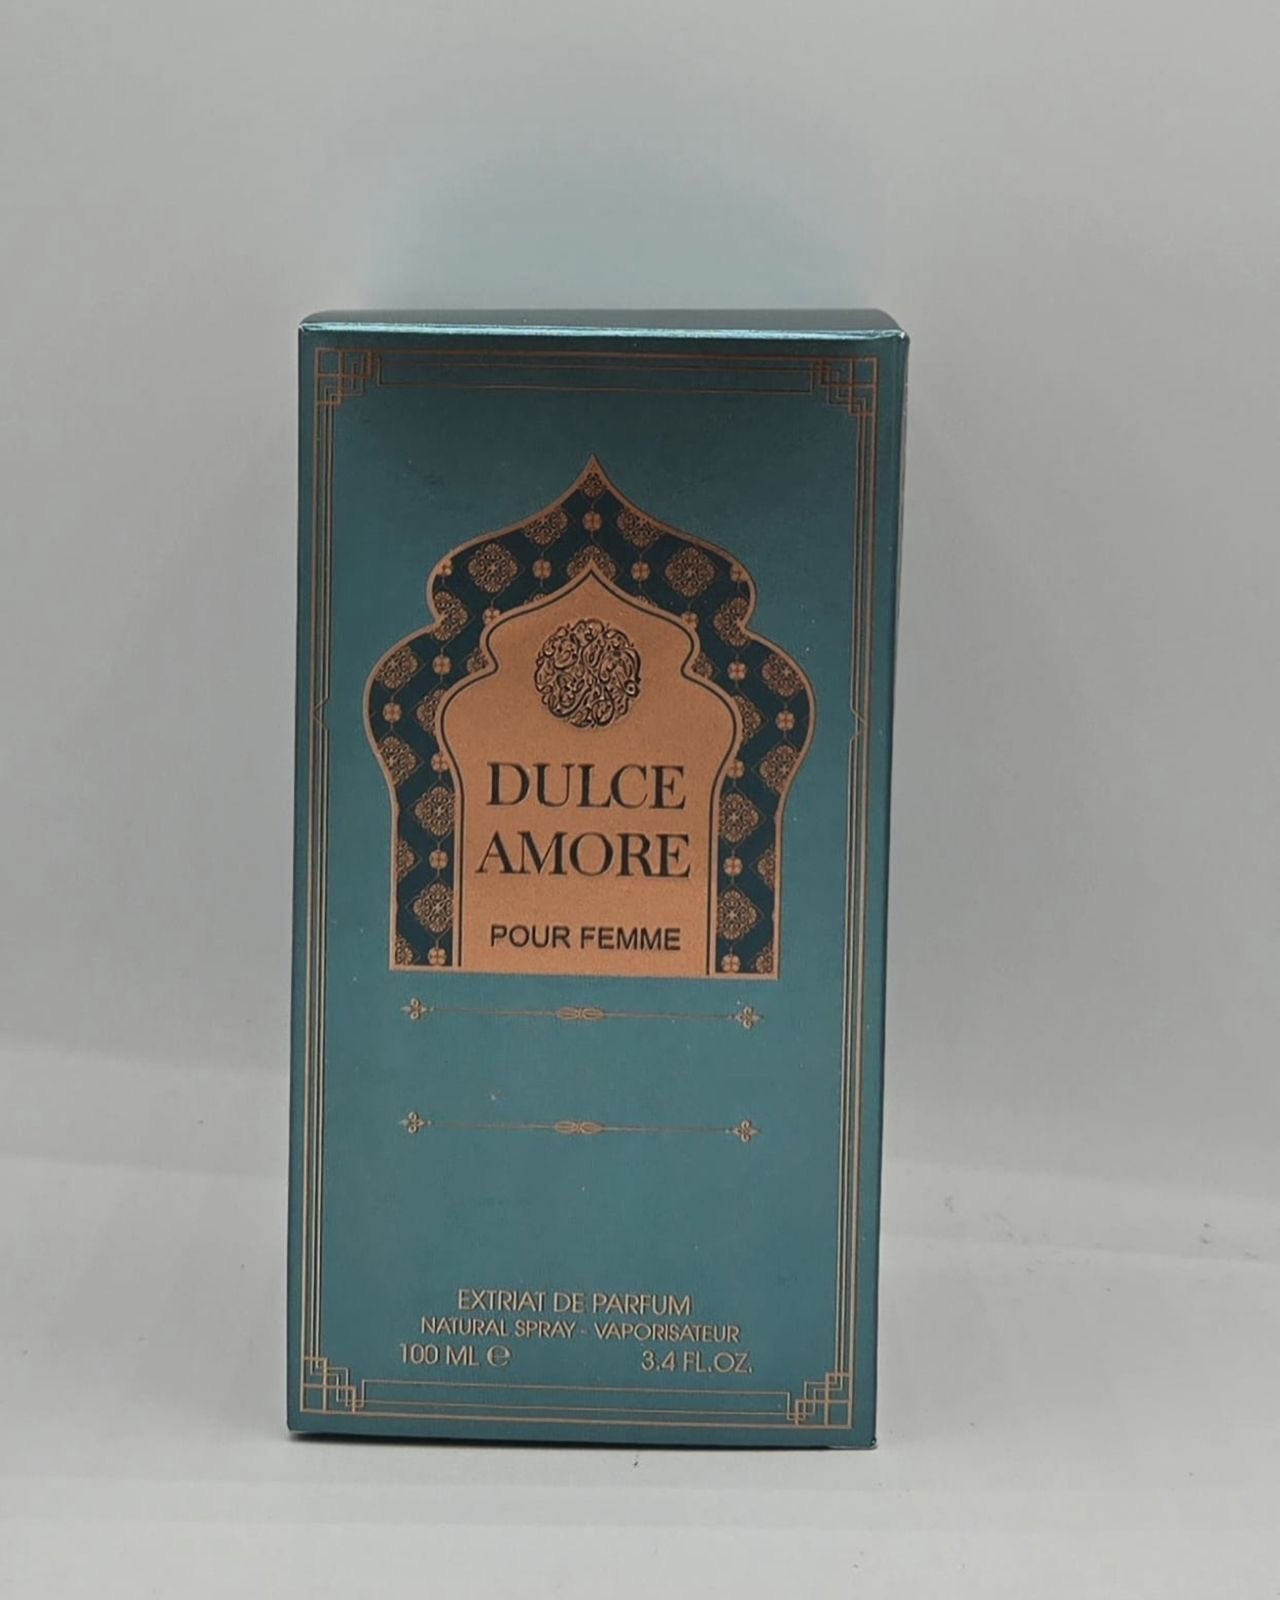 DULCE
AMORE
POUR FEMME
EXTRIAT DE PARFUM
NATURAL SPRAY - VAPORISATEUR
100 ML ℮ 3.4 FL.OZ.